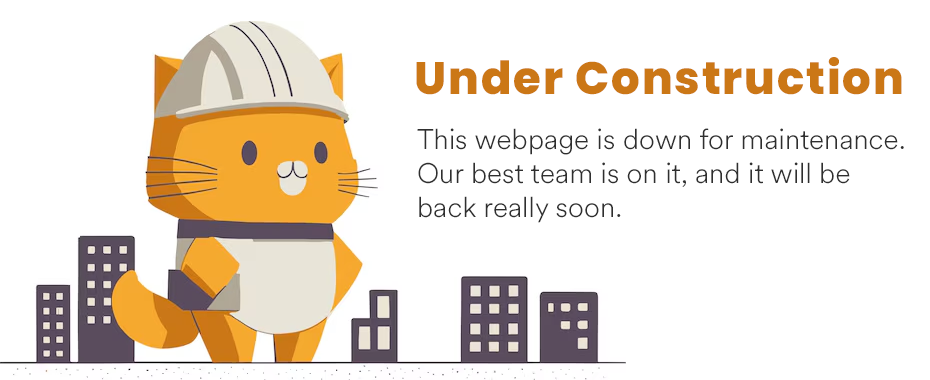 Under Construction
This webpage is down for maintenance.
Our best team is on it, and it will be
back really soon.